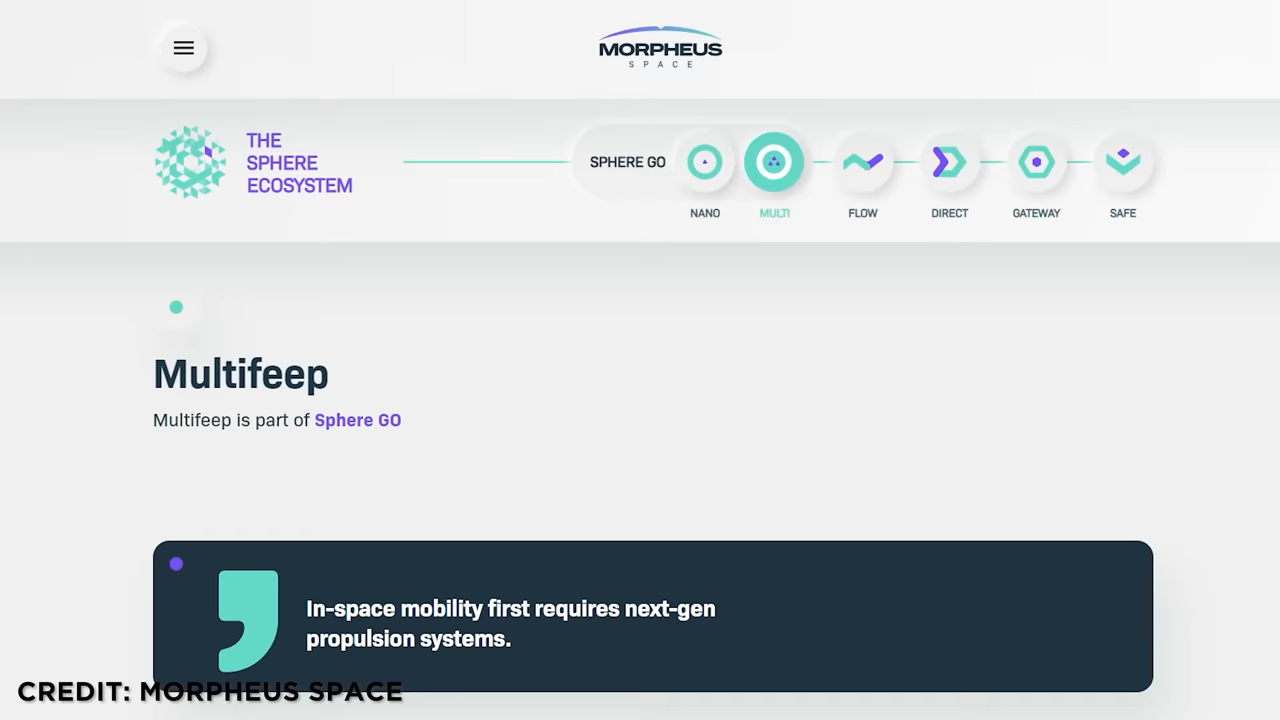 MORPHEUS
SPACE
THE
SPHERE
ECOSYSTEM
SPHERE GO
NANO
MULTI
FLOW
DIRECT
GATEWAY
SAFE
Multifeep
Multifeep is part of Sphere GO
In-space mobility first requires next-gen
propulsion systems.
CREDIT: MORPHEUS SPACE